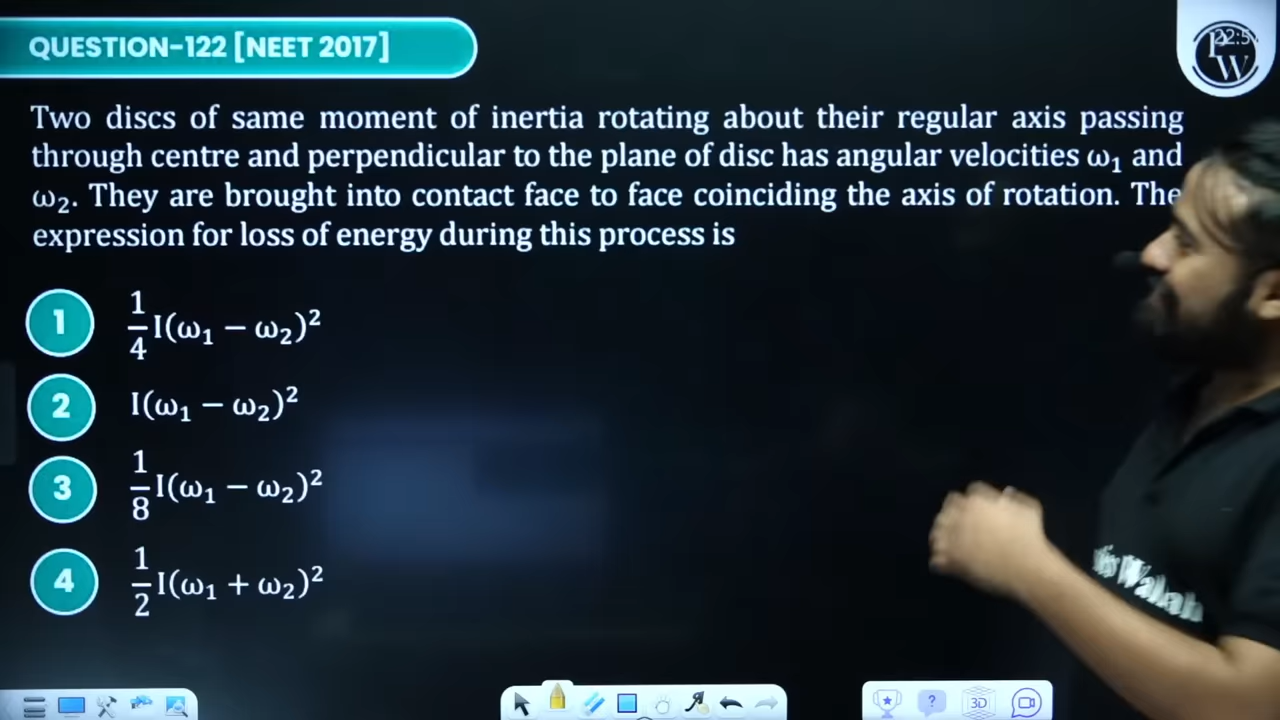 QUESTION-122 [NEET 2017]
Two discs of same moment of inertia rotating about their regular axis passing
through centre and perpendicular to the plane of disc has angular velocities ω₁ and
ω₂. They are brought into contact face to face coinciding the axis of rotation. The
expression for loss of energy during this process is
1 1/4 I(ω₁ − ω₂)²
2 I(ω₁ − ω₂)²
3 1/8 I(ω₁ − ω₂)²
4 1/2 I(ω₁ + ω₂)²
PW
Walah
?
3D